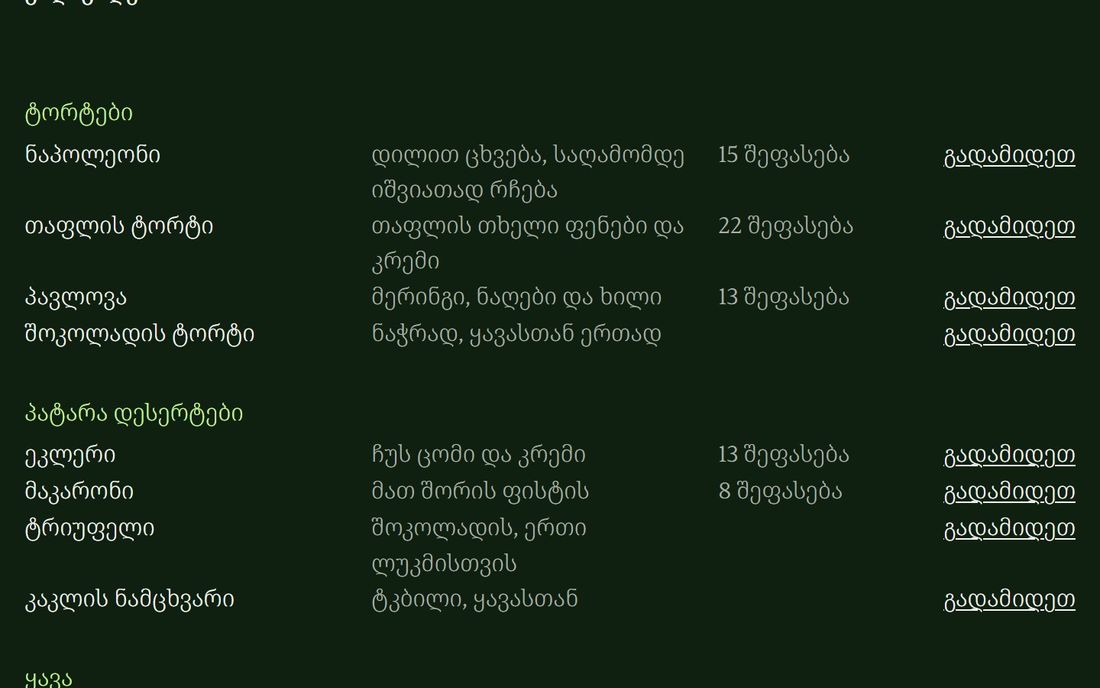 ტორტები
ნაპოლეონი დილით ცხვება, საღამომდე 15 შეფასება გადამიდეთ
იშვიათად რჩება
თაფლის ტორტი თაფლის თხელი ფენები და 22 შეფასება გადამიდეთ
კრემი
პავლოვა მერინგი, ნაღები და ხილი 13 შეფასება გადამიდეთ
შოკოლადის ტორტი ნაჭრად, ყავასთან ერთად გადამიდეთ
პატარა დესერტები
ეკლერი ჩუს ცომი და კრემი 13 შეფასება გადამიდეთ
მაკარონი მათ შორის ფისტის 8 შეფასება გადამიდეთ
ტრიუფელი შოკოლადის, ერთი გადამიდეთ
ლუკმისთვის
კაკლის ნამცხვარი ტკბილი, ყავასთან გადამიდეთ
ყავა